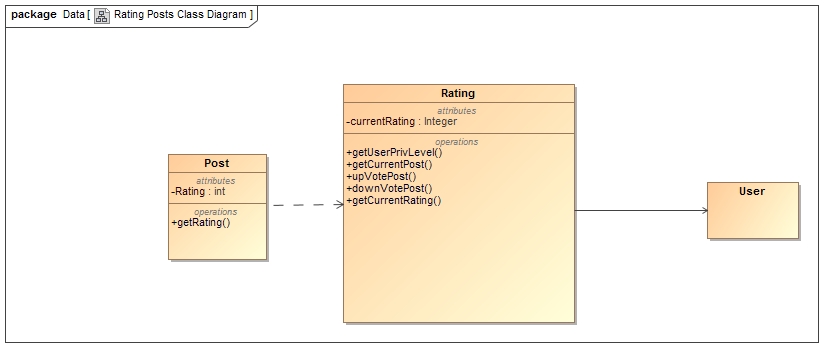 package Data [ Rating Posts Class Diagram ]
Rating
attributes
-currentRating : Integer
operations
+getUserPrivLevel()
+getCurrentPost()
+upVotePost()
+downVotePost()
+getCurrentRating()
Post
attributes
-Rating : int
operations
+getRating()
User